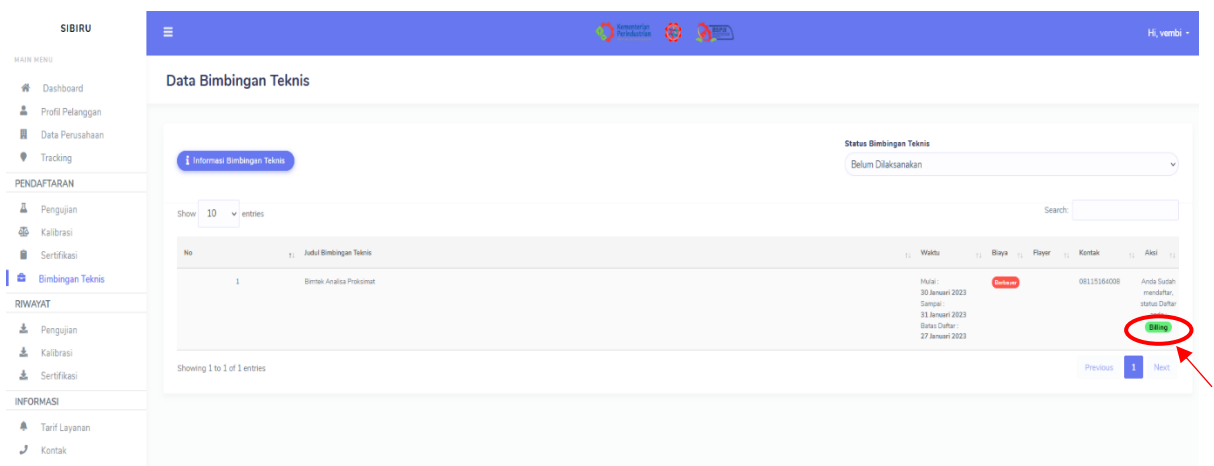 SIBIRU
Kementerian
Perindustrian
Hi, vembi
MAIN MENU
Dashboard
Profil Pelanggan
Data Perusahaan
Tracking
PENDAFTARAN
Pengujian
Kalibrasi
Sertifikasi
Bimbingan Teknis
RIWAYAT
Pengujian
Kalibrasi
Sertifikasi
INFORMASI
Tarif Layanan
Kontak
Data Bimbingan Teknis
Informasi Bimbingan Teknis
Status Bimbingan Teknis
Belum Dilaksanakan
Show 10 entries
Search:
No Judul Bimbingan Teknis Waktu Biaya Flayer Kontak Aksi
1 Bimtek Analisa Proksimat
Mulai :
30 Januari 2023
Sampai :
31 Januari 2023
Batas Daftar :
27 Januari 2023
Berbayar
08115164008
Anda Sudah
mendaftar,
status Daftar
Billing
Showing 1 to 1 of 1 entries
Previous 1 Next